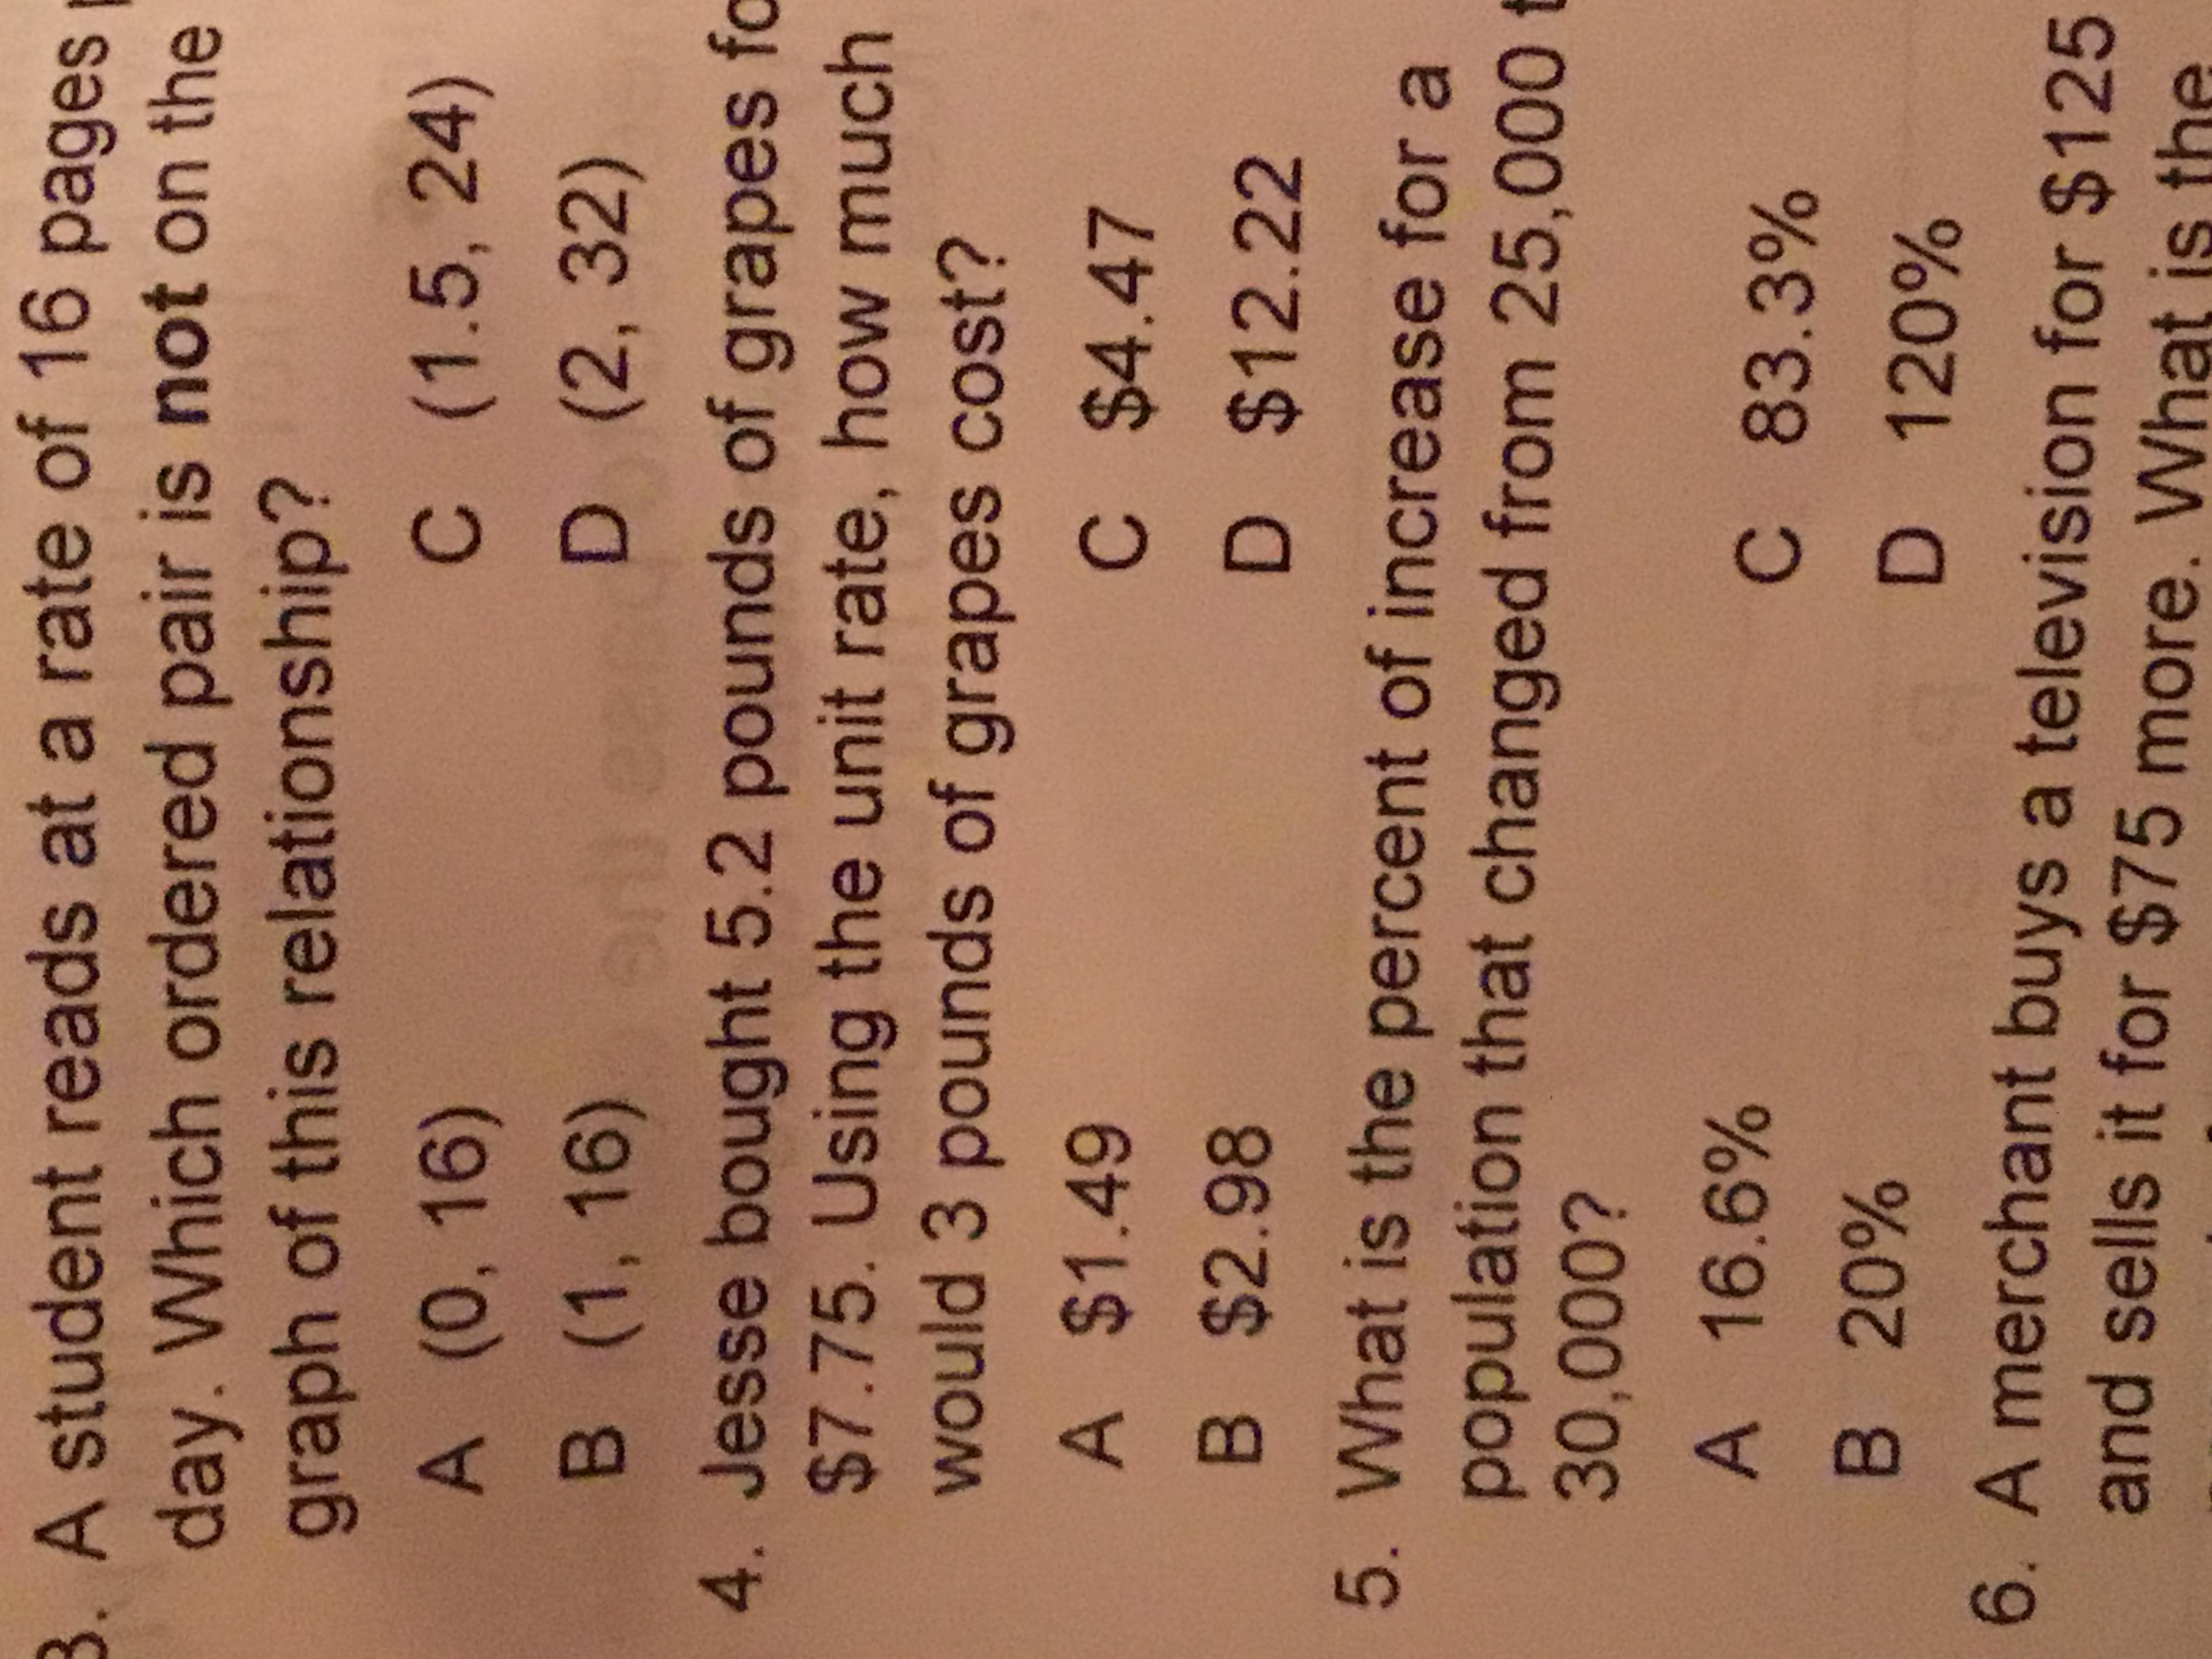 3. A student reads at a rate of 16 pages
day. Which ordered pair is not on the
graph of this relationship?
A (0, 16) C (1.5, 24)
B (1, 16) D (2, 32)
4. Jesse bought 5.2 pounds of grapes fo
$7.75. Using the unit rate, how much
would 3 pounds of grapes cost?
A $1.49 C $4.47
B $2.98 D $12.22
5. What is the percent of increase for a
population that changed from 25,000 t
30,000?
A 16.6% C 83.3%
B 20% D 120%
6. A merchant buys a television for $125
and sells it for $75 more. What is the